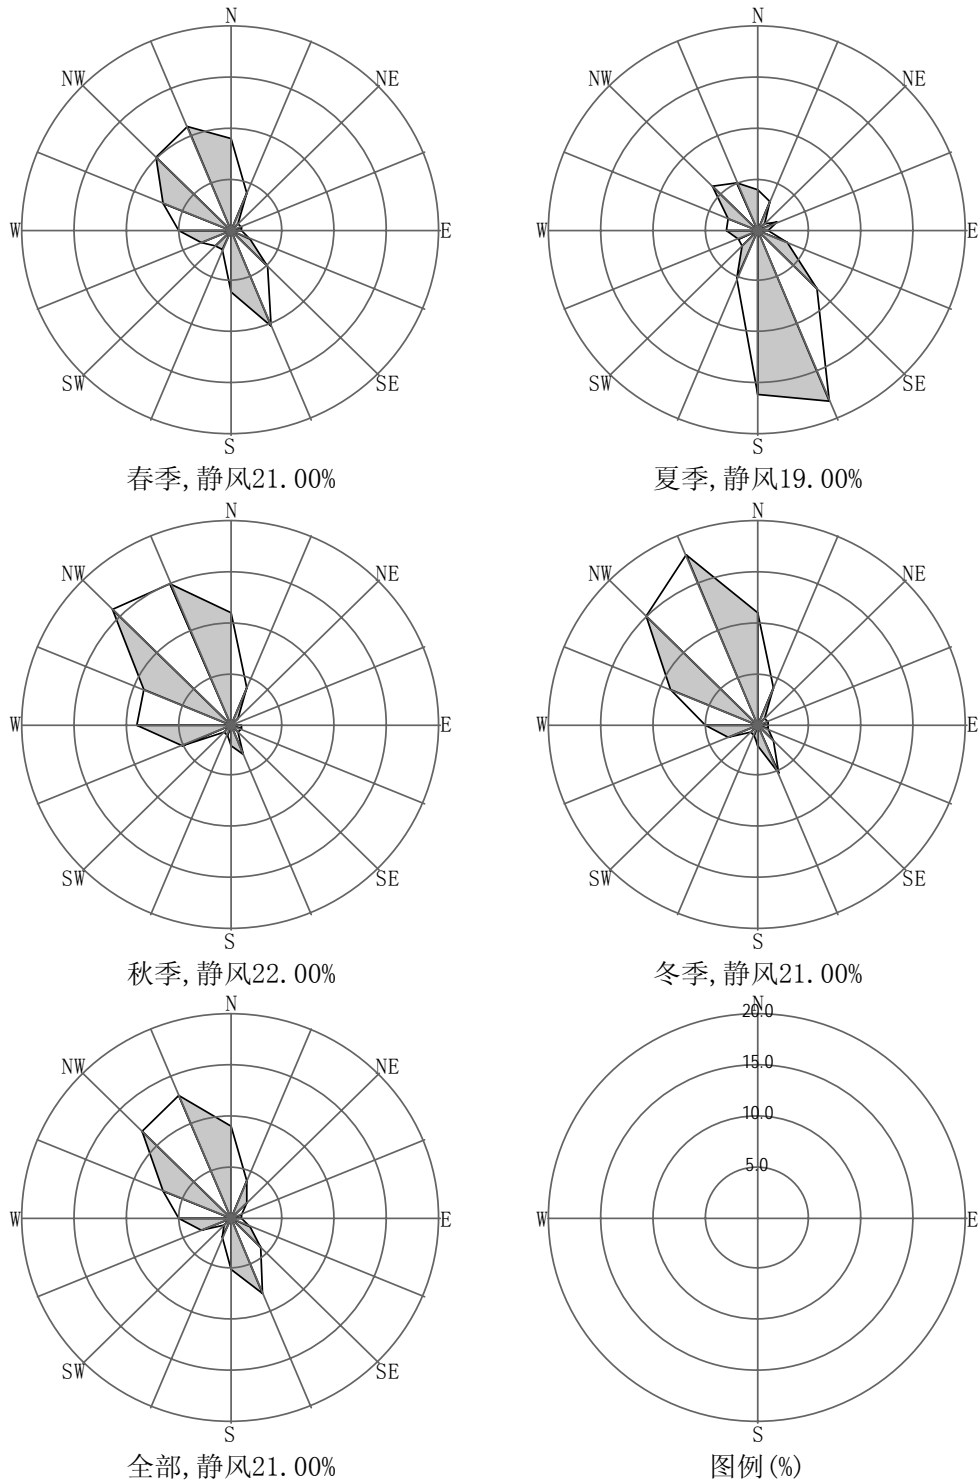 N N
NW NE NW NE
W E W E
SW SE SW SE
S S
春季,静风21.00% 夏季,静风19.00%
N N
NW NE NW NE
W E W E
SW SE SW SE
S S
秋季,静风22.00% 冬季,静风21.00%
N N
20.0
NW NE 15.0
10.0
5.0
W E W E
SW SE
S S
全部,静风21.00% 图例(%)